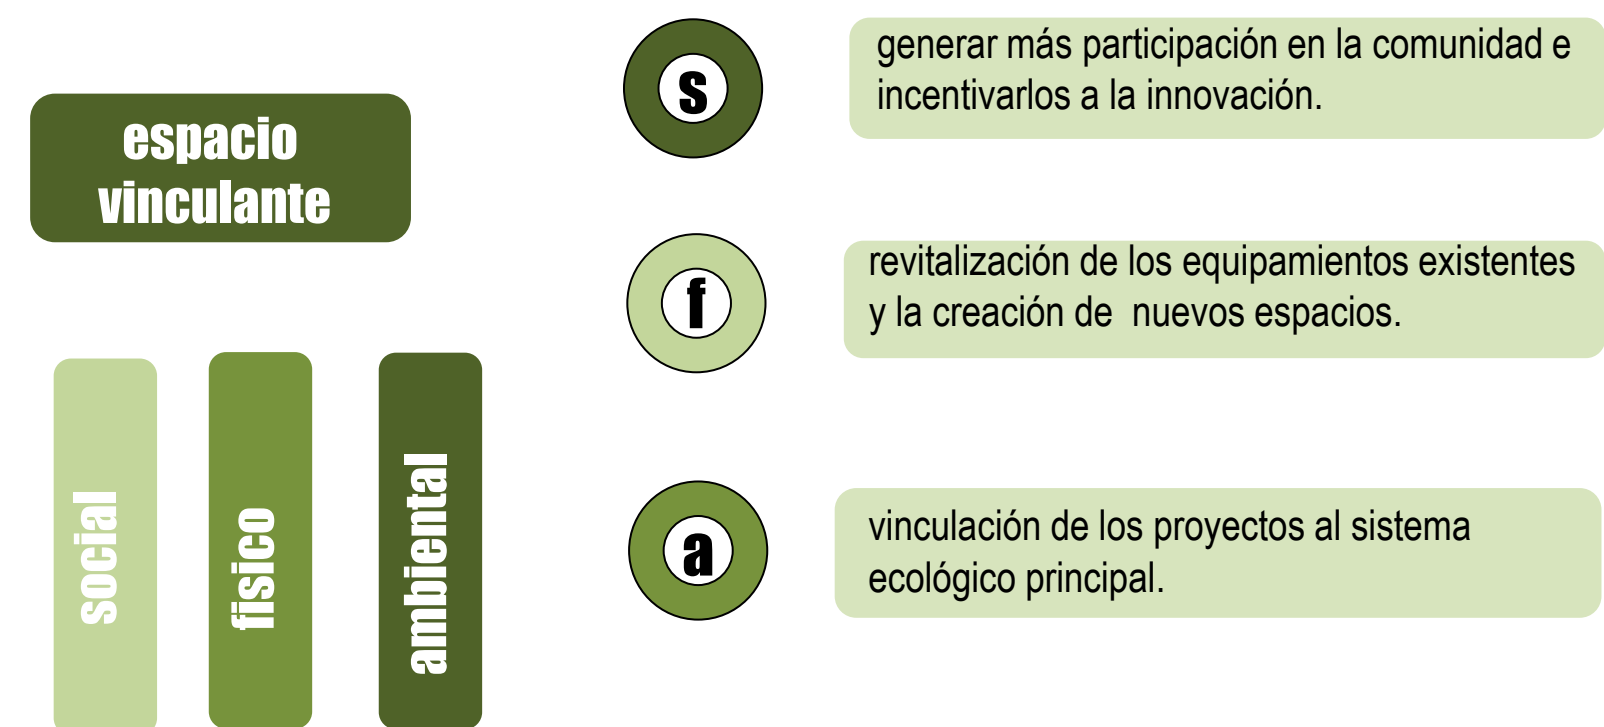 espacio
vinculante
social
físico
ambiental
s
generar más participación en la comunidad e
incentivarlos a la innovación.
f
revitalización de los equipamientos existentes
y la creación de nuevos espacios.
a
vinculación de los proyectos al sistema
ecológico principal.